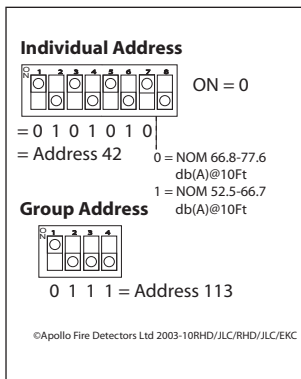 Individual Address
ON
1 2 3 4 5 6 7 8
ON = 0
= 0 1 0 1 0 1 0
= Address 42
0 = NOM 66.8-77.6
db(A)@10Ft
1 = NOM 52.5-66.7
db(A)@10Ft
Group Address
ON
1 2 3 4
0 1 1 1 = Address 113
©Apollo Fire Detectors Ltd 2003-10RHD/JLC/RHD/JLC/EKC